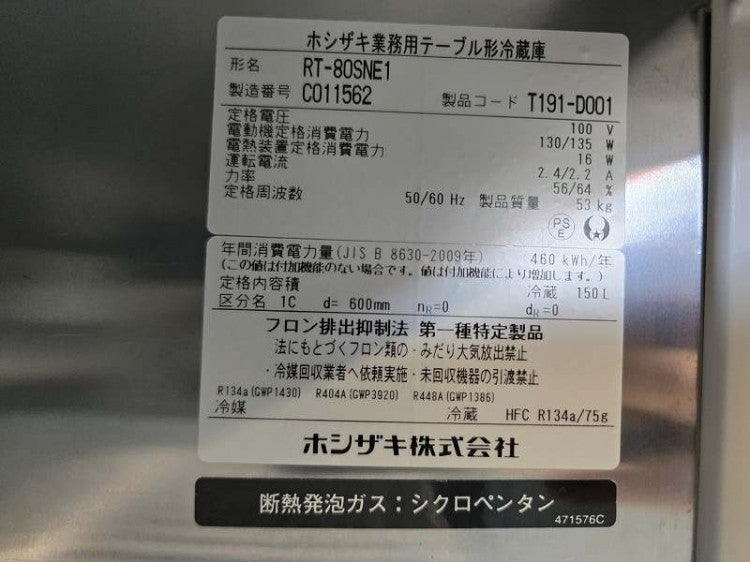 ホシザキ業務用テーブル形冷蔵庫
形名 RT-80SNE1
製造番号 C011562 製品コード T191-D001
定格電圧 100 V
電動機定格消費電力 130/135 W
電熱装置定格消費電力 16 W
運転電流 2.4/2.2 A
力率 56/64 %
定格周波数 50/60 Hz 製品質量 53 kg
PS
E
年間消費電力量(JIS B 8630-2009年) 460 kWh/年
(この値は付加機能のない場合です。値は付加機能により増加します。)
定格内容積 冷蔵 150L
区分名 1C d= 600mm nR=0 dR=0
フロン排出抑制法 第一種特定製品
法にもとづくフロン類の・みだり大気放出禁止
・冷媒回収業者へ依頼実施・未回収機器の引渡禁止
R134a(GWP1430) R404A(GWP3920) R448A(GWP1386)
冷媒 冷蔵 HFC R134a/75g
ホシザキ株式会社
断熱発泡ガス：シクロペンタン
471576C